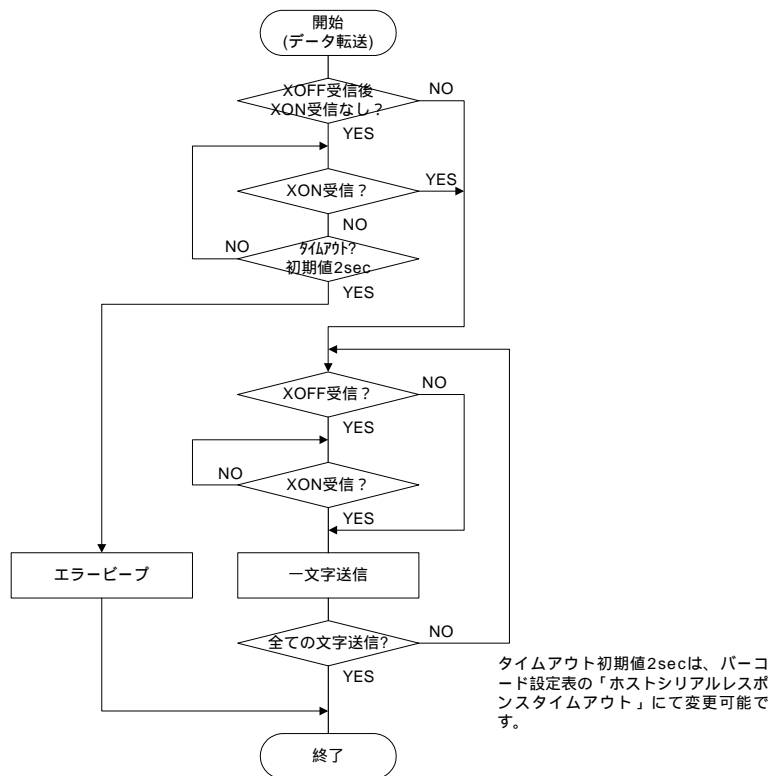 開始
(データ転送)
XOFF受信後
XON受信なし？
NO
YES
XON受信？
YES
NO
NO
ﾀｲﾑｱｳﾄ?
初期値2sec
YES
XOFF受信？
NO
YES
NO
XON受信？
YES
エラービープ
一文字送信
全ての文字送信?
NO
YES
タイムアウト初期値2secは、バーコ
ード設定表の「ホストシリアルレスポ
ンスタイムアウト」にて変更可能で
す。
終了